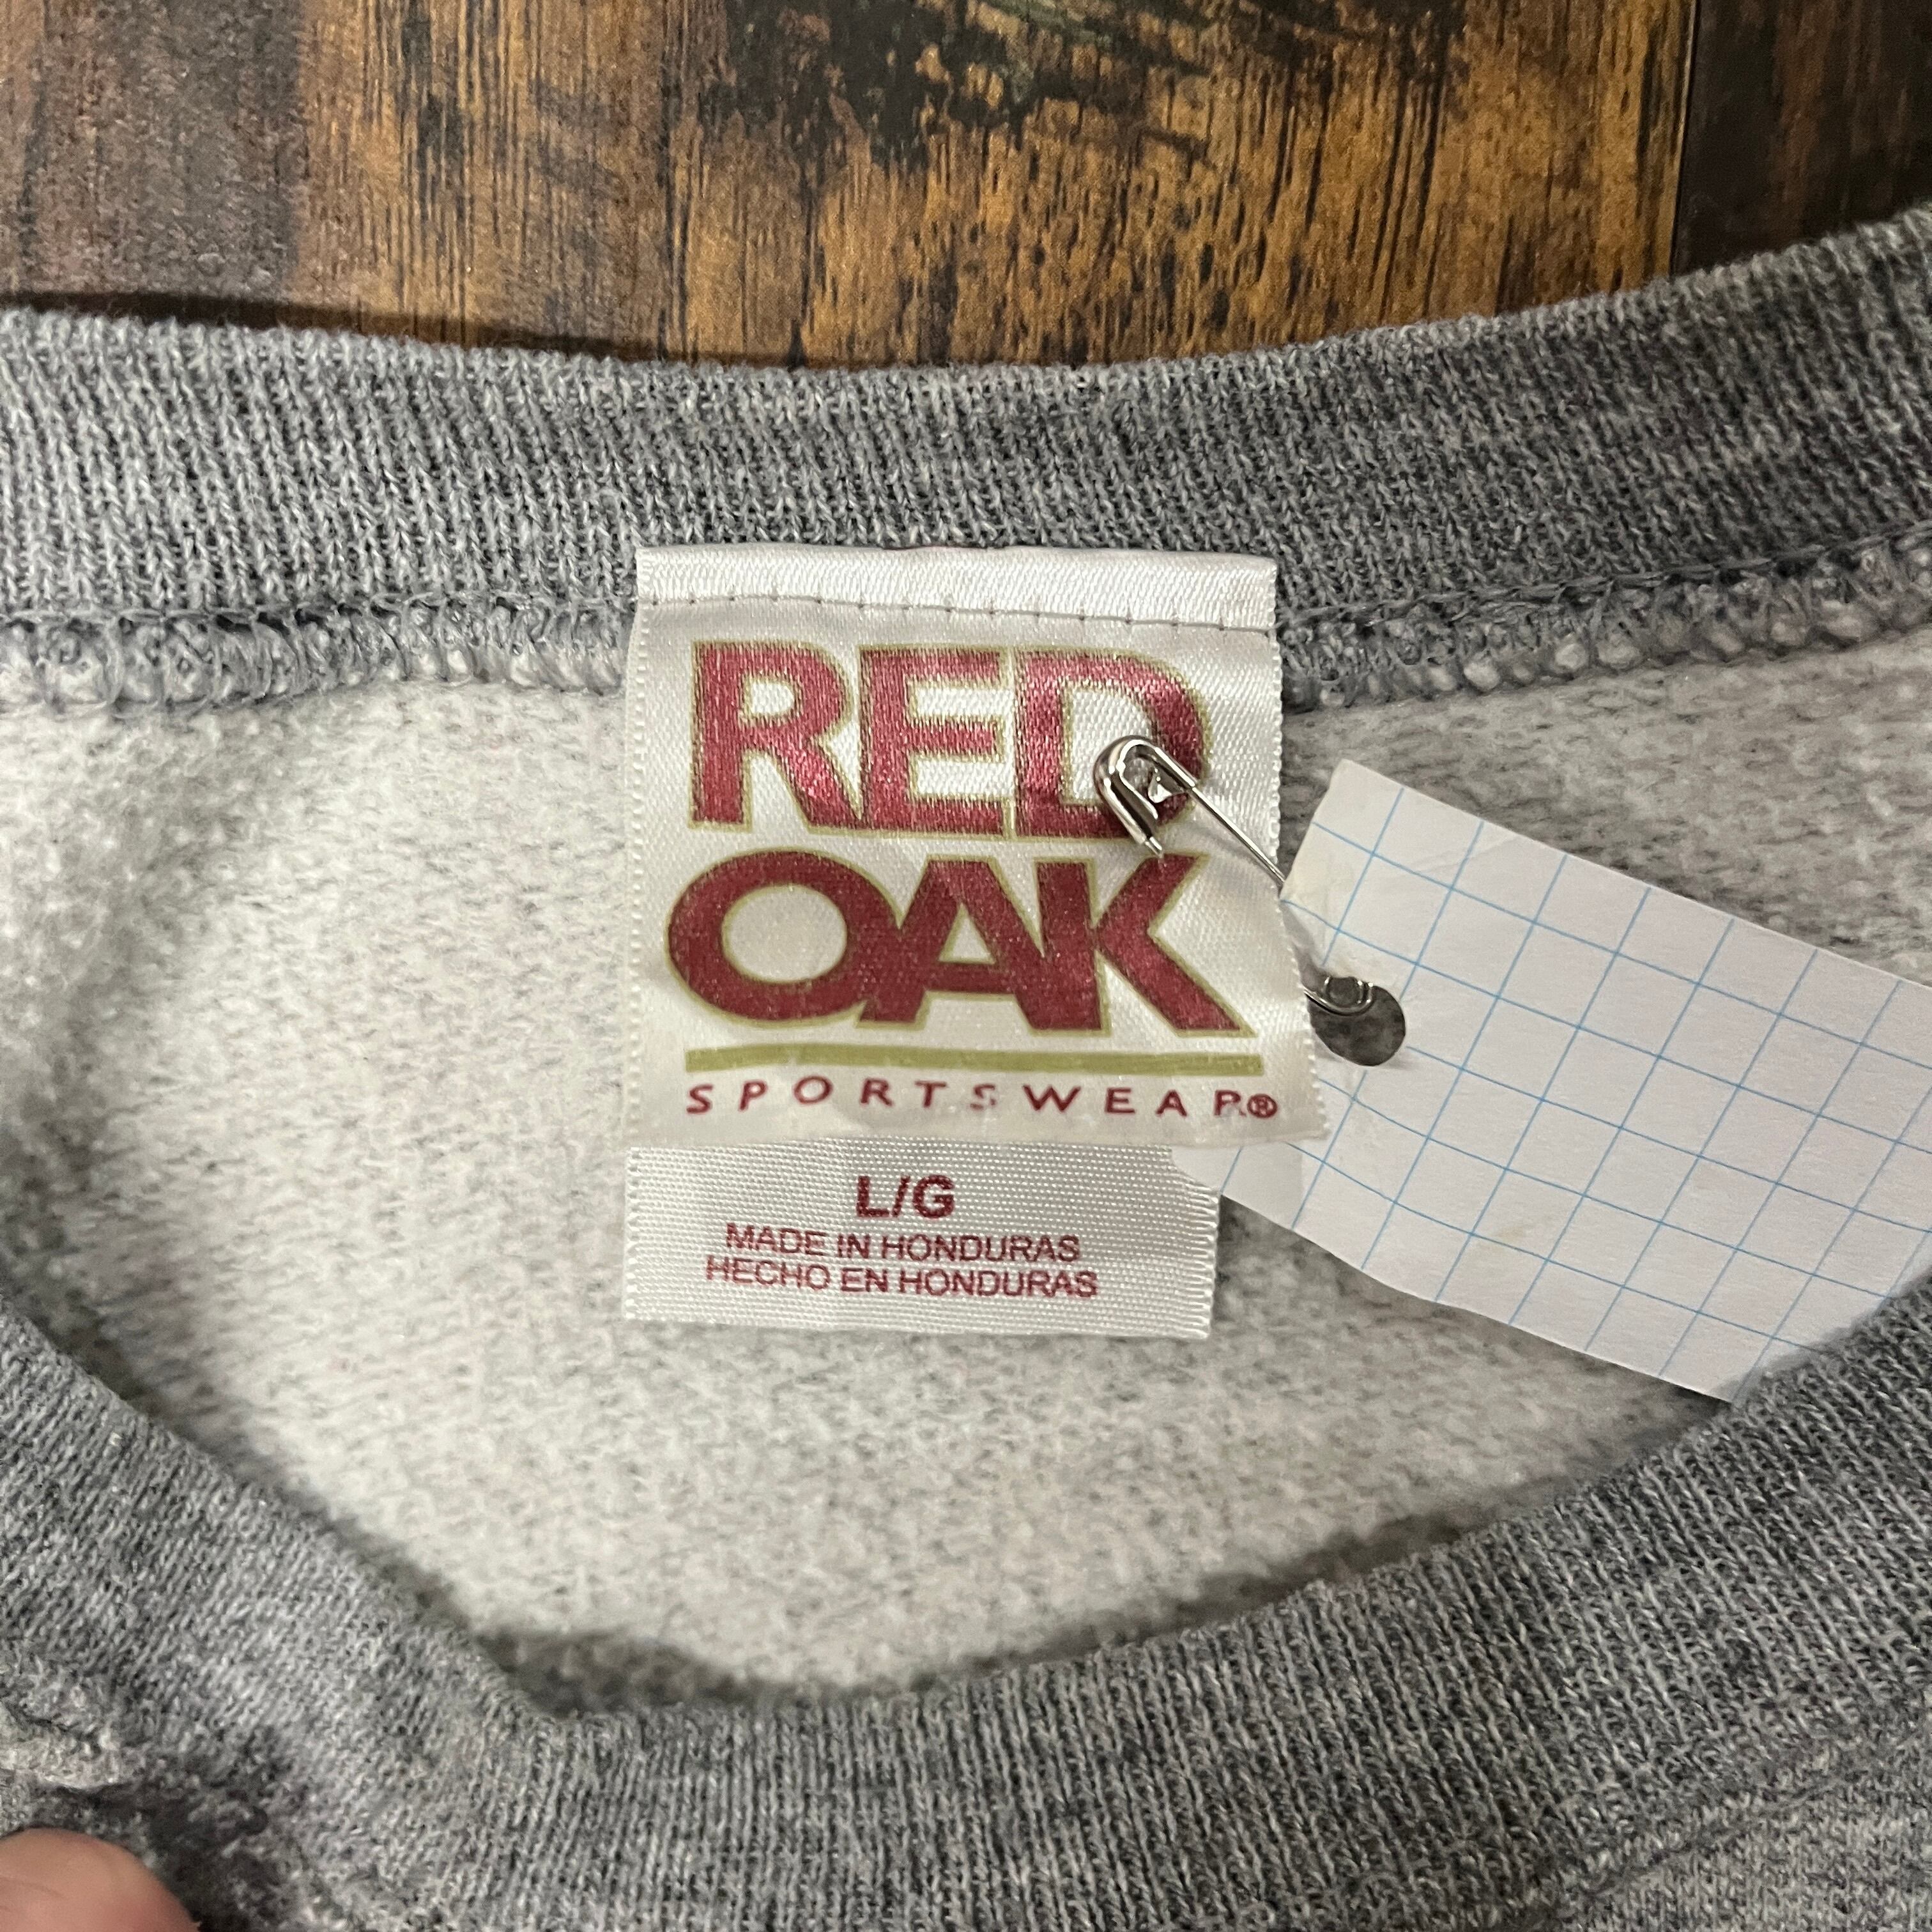 RED
OAK
SPORTSWEAR®
L/G
MADE IN HONDURAS
HECHO EN HONDURAS